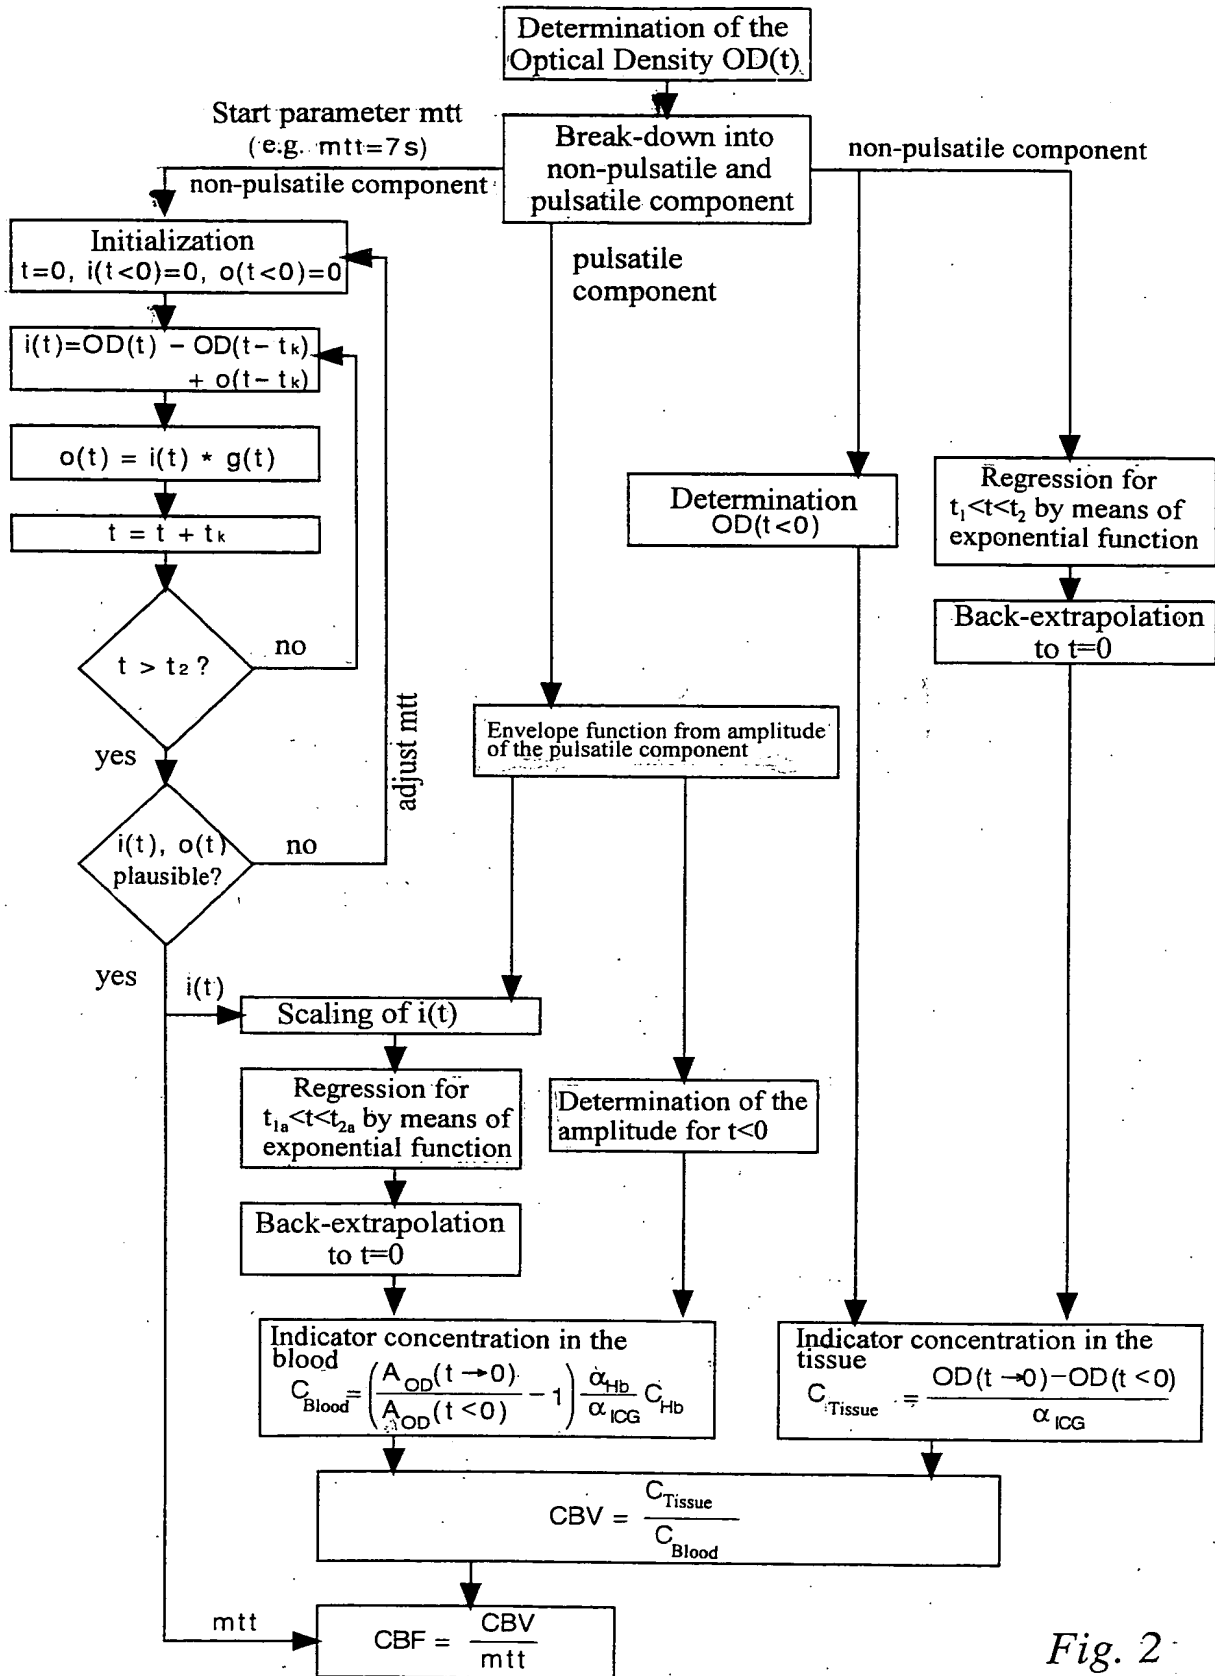 Determination of the
Optical Density OD(t)
Start parameter mtt
(e.g. mtt=7s)
non-pulsatile component
Break-down into
non-pulsatile and
pulsatile component
non-pulsatile component
Initialization
t=0, i(t<0)=0, o(t<0)=0
pulsatile
component
i(t)=OD(t) - OD(t-tk)
+ o(t-tk)
o(t) = i(t) * g(t)
t = t + tk
Determination
OD(t<0)
Regression for
t1<t<t2 by means of
exponential function
Back-extrapolation
to t=0
t > t2 ?
no
yes
adjust mtt
Envelope function from amplitude
of the pulsatile component
i(t), o(t)
plausible?
no
yes
i(t)
Scaling of i(t)
Regression for
t1a<t<t2a by means of
exponential function
Determination of the
amplitude for t<0
Back-extrapolation
to t=0
Indicator concentration in the
blood
CBlood = (AOD(t→0) / AOD(t<0) - 1) αHb / αICG CHb
Indicator concentration in the
tissue
CTissue = OD(t→0)-OD(t<0) / αICG
CBV = CTissue / CBlood
mtt
CBF = CBV / mtt
Fig. 2